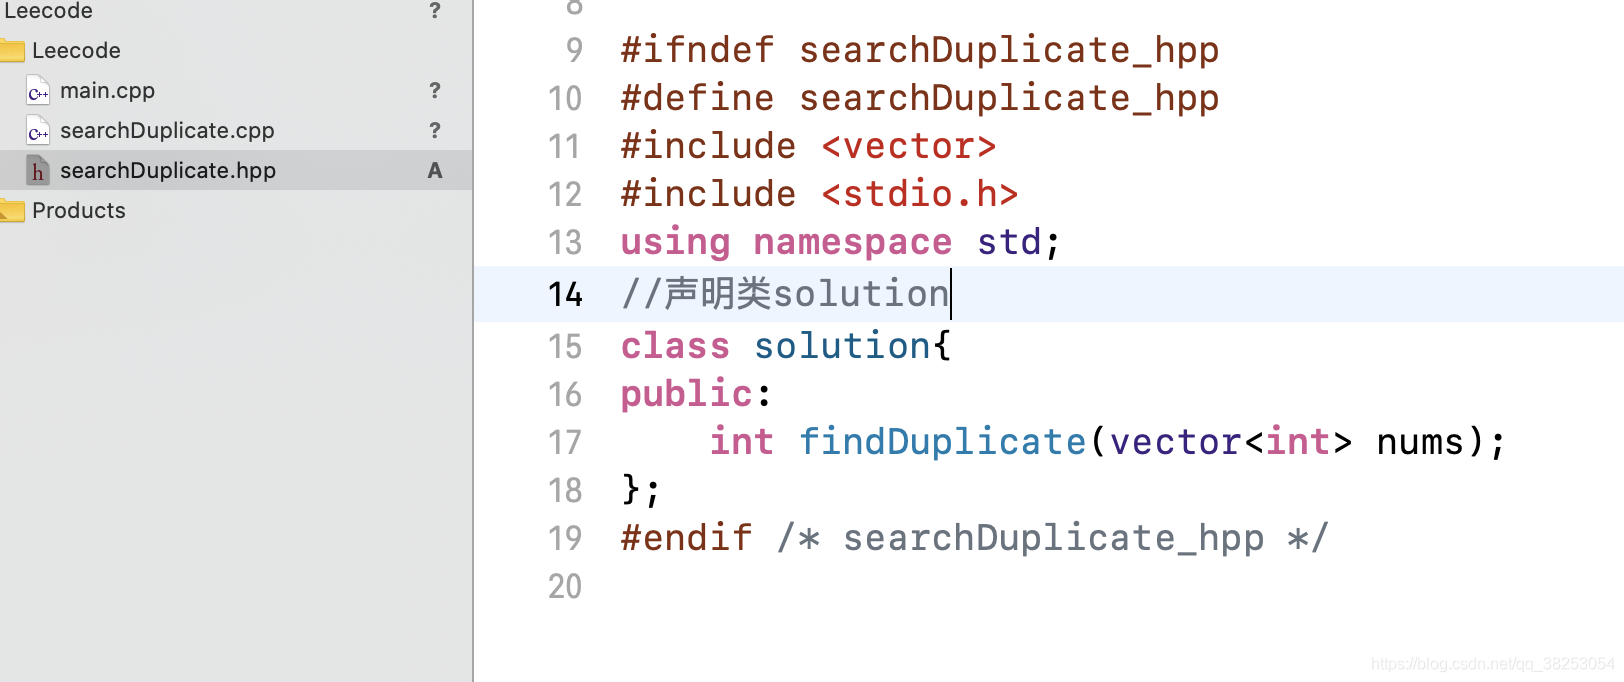 Leecode ?
Leecode
main.cpp ?
searchDuplicate.cpp ?
searchDuplicate.hpp A
Products
8
9 #ifndef searchDuplicate_hpp
10 #define searchDuplicate_hpp
11 #include <vector>
12 #include <stdio.h>
13 using namespace std;
14 //声明类solution
15 class solution{
16 public:
17     int findDuplicate(vector<int> nums);
18 };
19 #endif /* searchDuplicate_hpp */
20
https://blog.csdn.net/qq_38253054